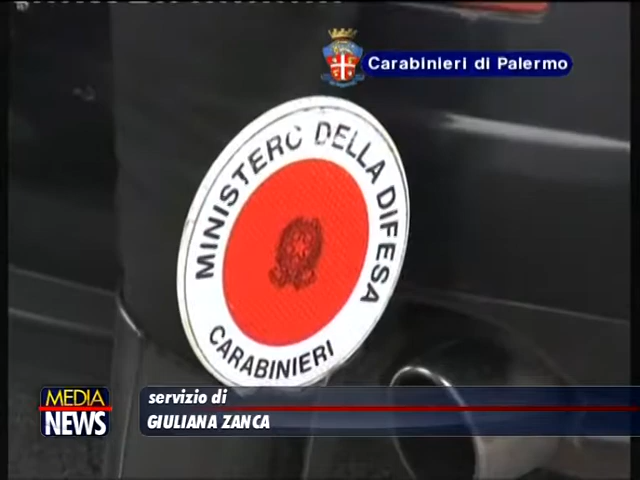 Carabinieri di Palermo
MINISTERO DELLA DIFESA
CARABINIERI
MEDIA
NEWS
servizio di
GIULIANA ZANCA